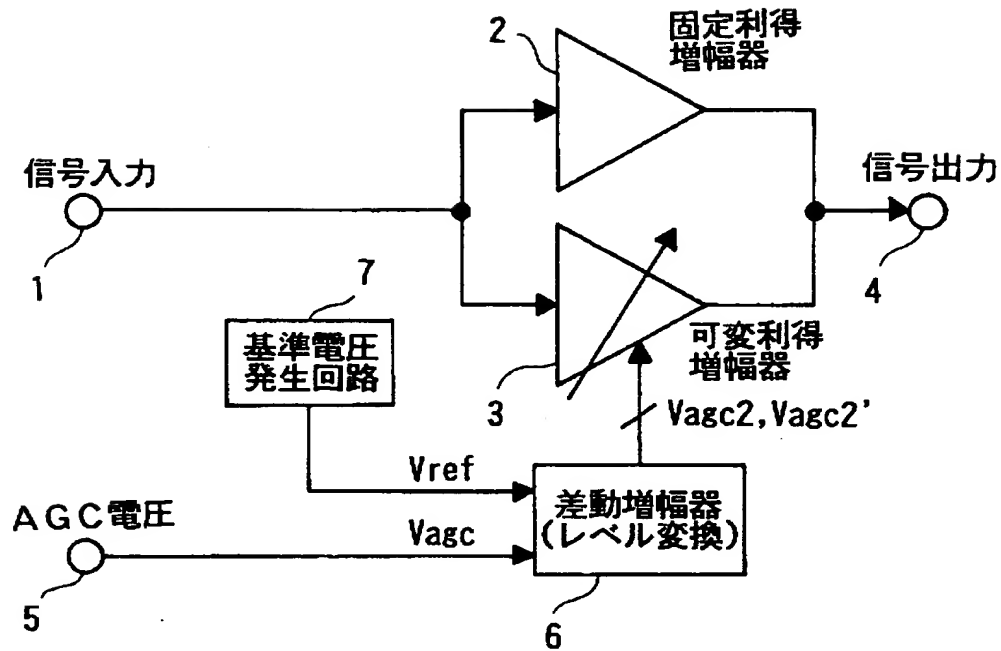 2
固定利得
増幅器
信号入力
1
信号出力
4
7
基準電圧
発生回路
3
可変利得
増幅器
Vagc2,Vagc2'
Vref
AGC電圧
5
Vagc
差動増幅器
(レベル変換)
6